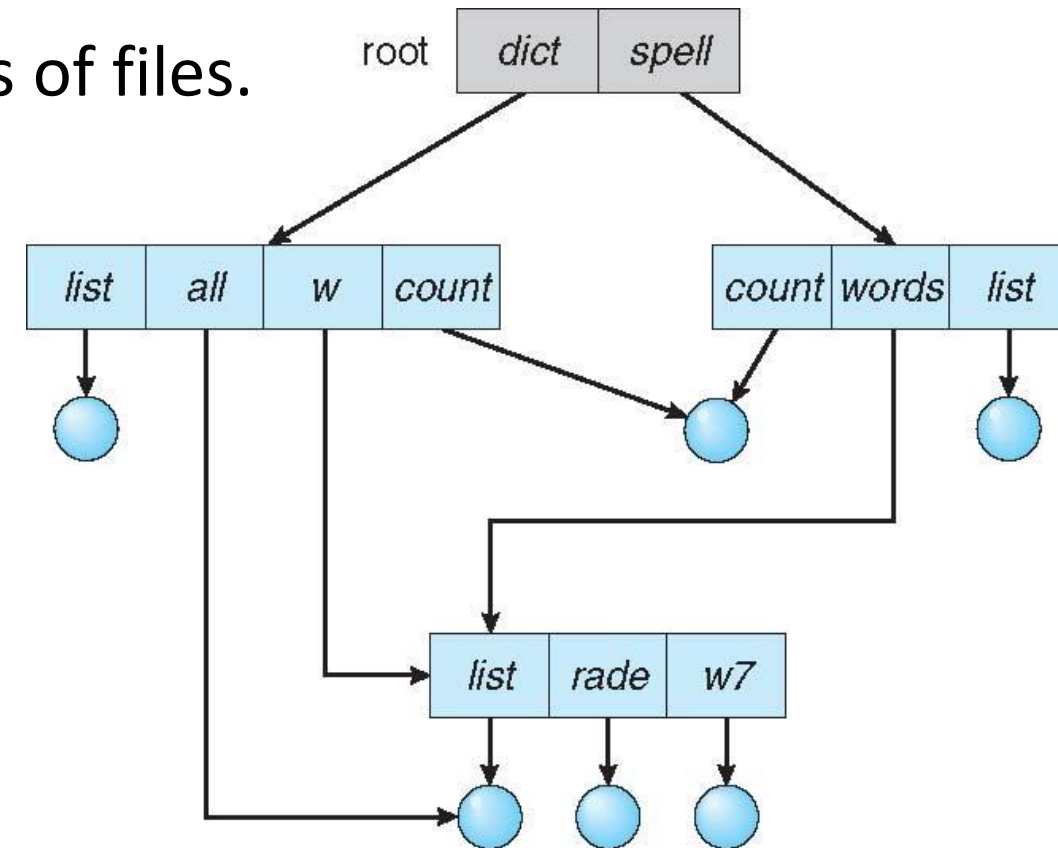 s of files.
root dict spell
list all w count
count words list
list rade w7